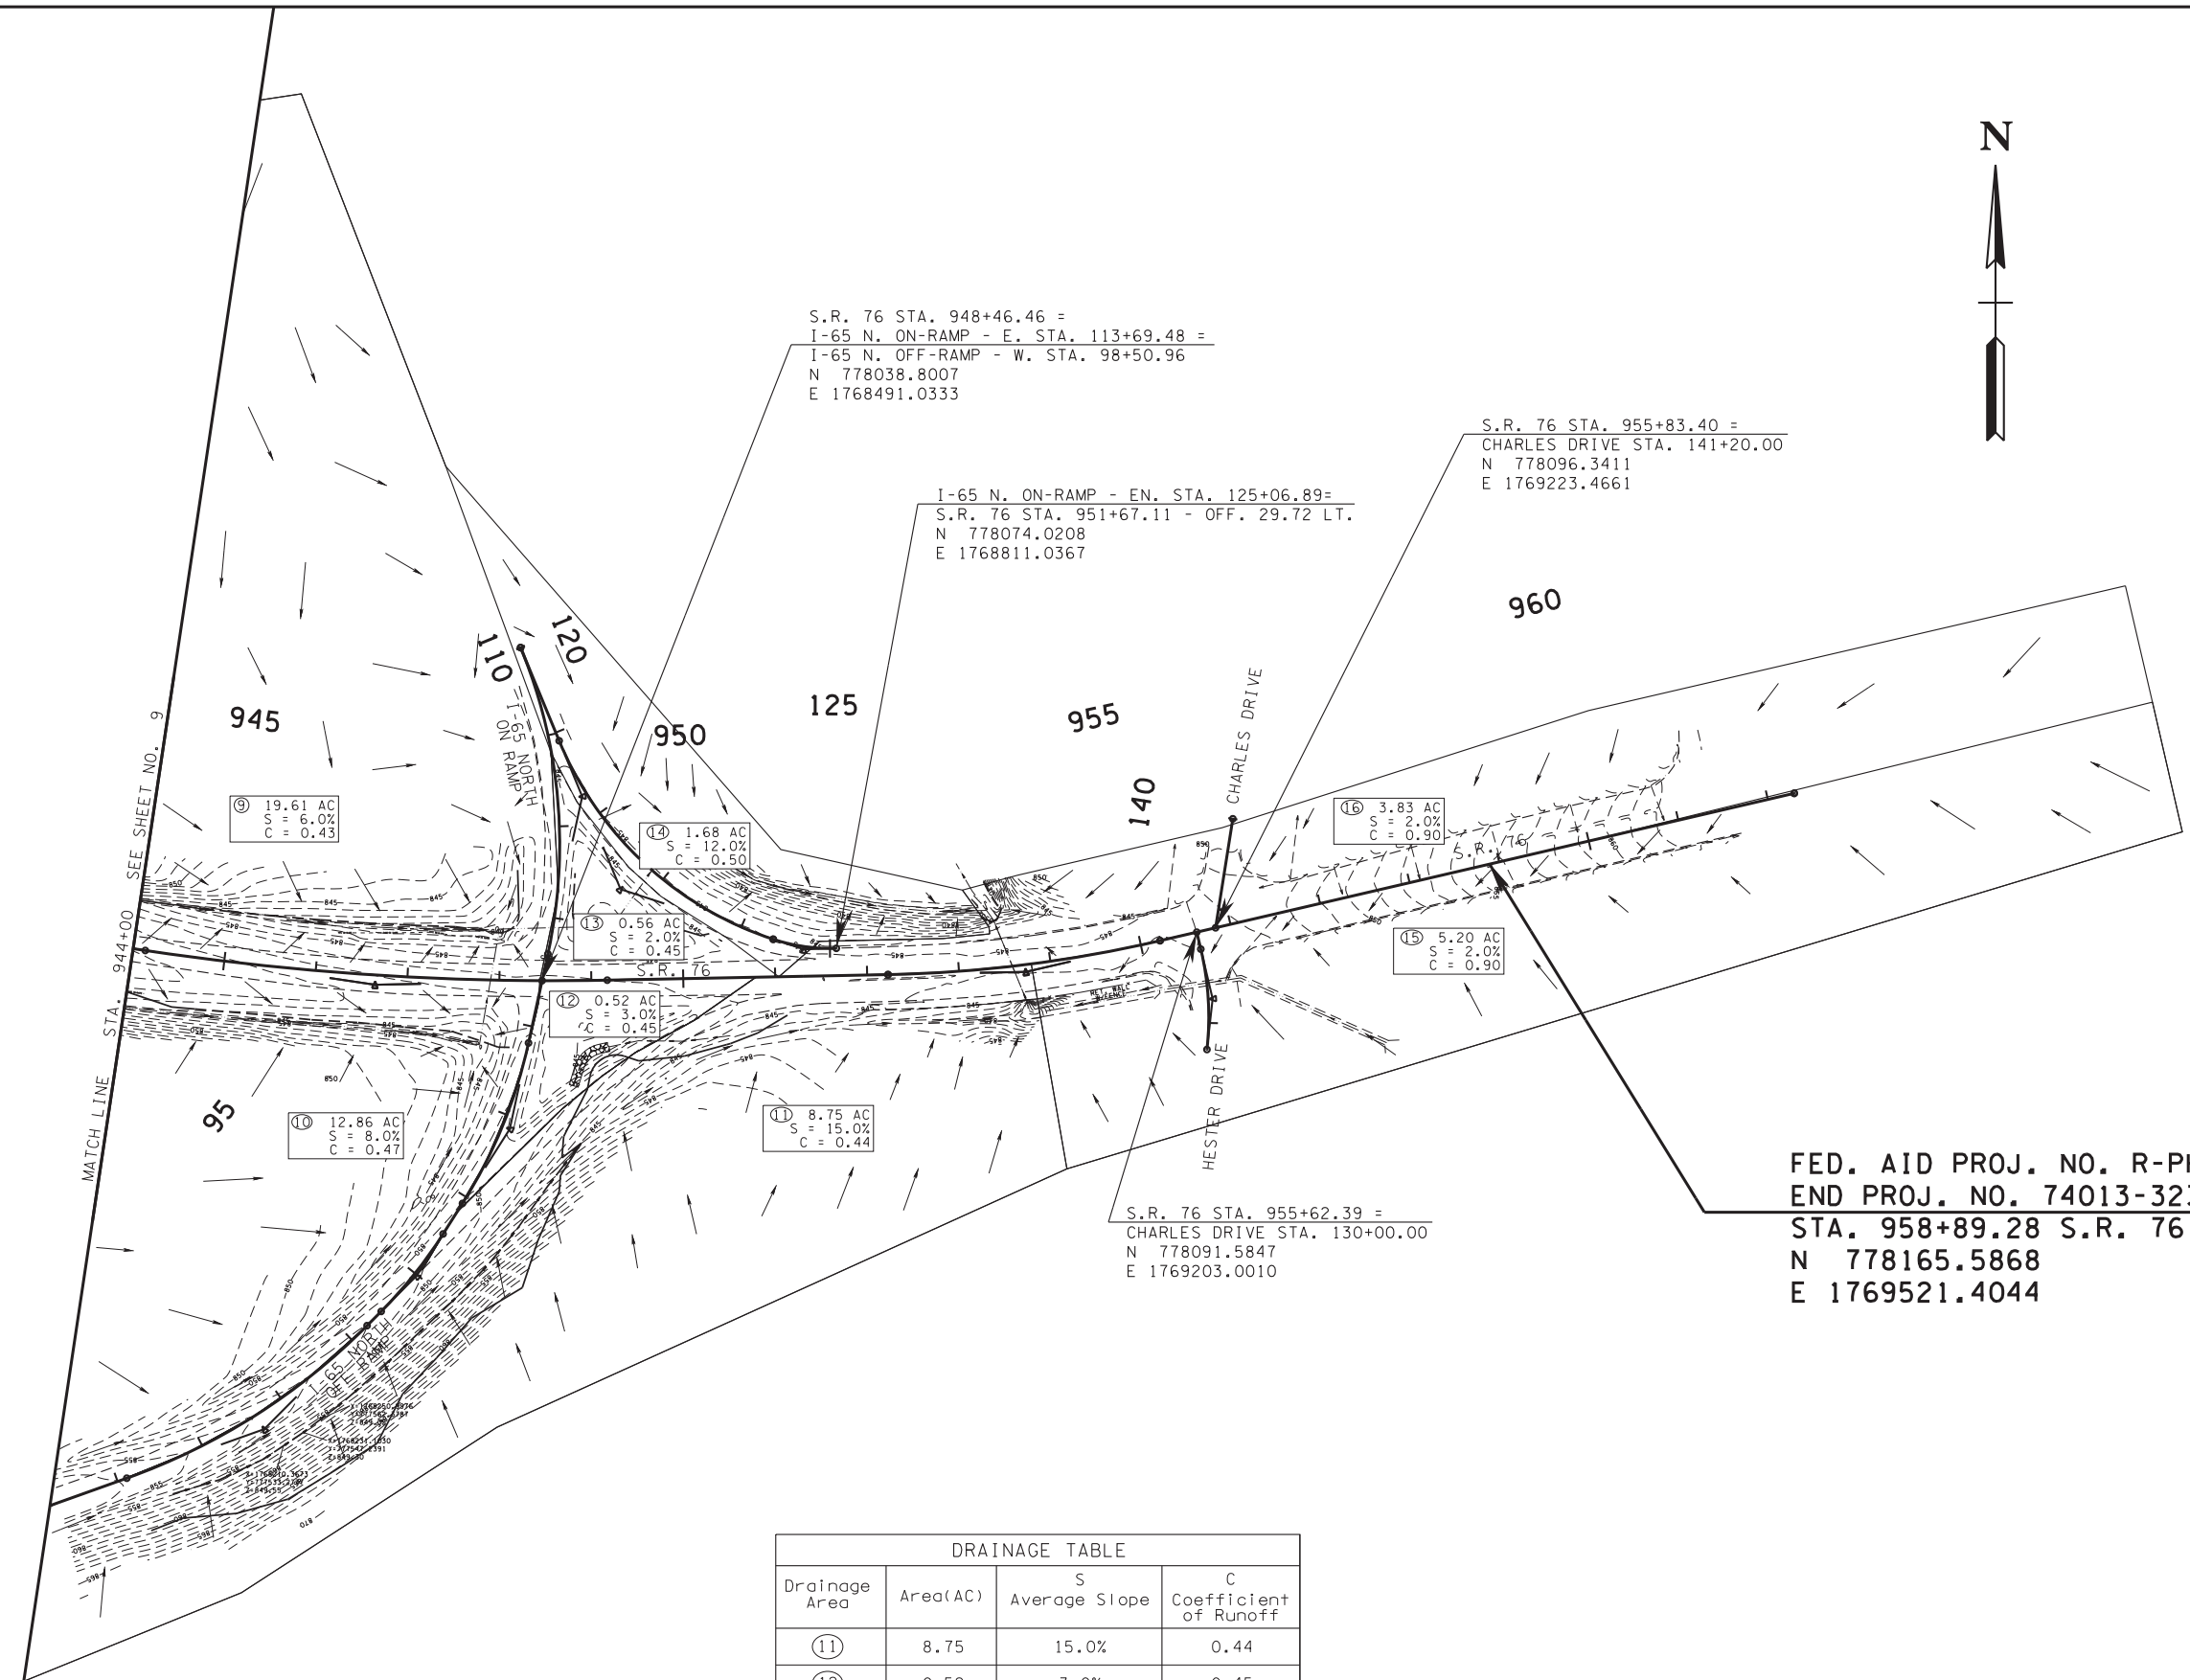 N
S.R. 76 STA. 948+46.46 =
I-65 N. ON-RAMP - E. STA. 113+69.48 =
I-65 N. OFF-RAMP - W. STA. 98+50.96
N 778038.8007
E 1768491.0333
S.R. 76 STA. 955+83.40 =
CHARLES DRIVE STA. 141+20.00
N 778096.3411
E 1769223.4661
I-65 N. ON-RAMP - EN. STA. 125+06.89=
S.R. 76 STA. 951+67.11 - OFF. 29.72 LT.
N 778074.0208
E 1768811.0367
960
120
110
125
945
950
955
140
CHARLES DRIVE
I-65 NORTH
ON RAMP
MATCH LINE STA. 944+00 SEE SHEET NO. 9
⑨ 19.61 AC
S = 6.0%
C = 0.43
⑭ 1.68 AC
S = 12.0%
C = 0.50
⑯ 3.83 AC
S = 2.0%
C = 0.90
S.R. 76
⑬ 0.56 AC
S = 2.0%
C = 0.45
⑮ 5.20 AC
S = 2.0%
C = 0.90
S.R. 76
⑫ 0.52 AC
S = 3.0%
C = 0.45
95
⑩ 12.86 AC
S = 8.0%
C = 0.47
⑪ 8.75 AC
S = 15.0%
C = 0.44
HESTER DRIVE
S.R. 76 STA. 955+62.39 =
CHARLES DRIVE STA. 130+00.00
N 778091.5847
E 1769203.0010
FED. AID PROJ. NO. R-P
END PROJ. NO. 74013-323
STA. 958+89.28 S.R. 76
N 778165.5868
E 1769521.4044
I-65 NORTH
OFF RAMP
DRAINAGE TABLE
Drainage Area
Area(AC)
S Average Slope
C Coefficient of Runoff
⑪ 8.75 15.0% 0.44